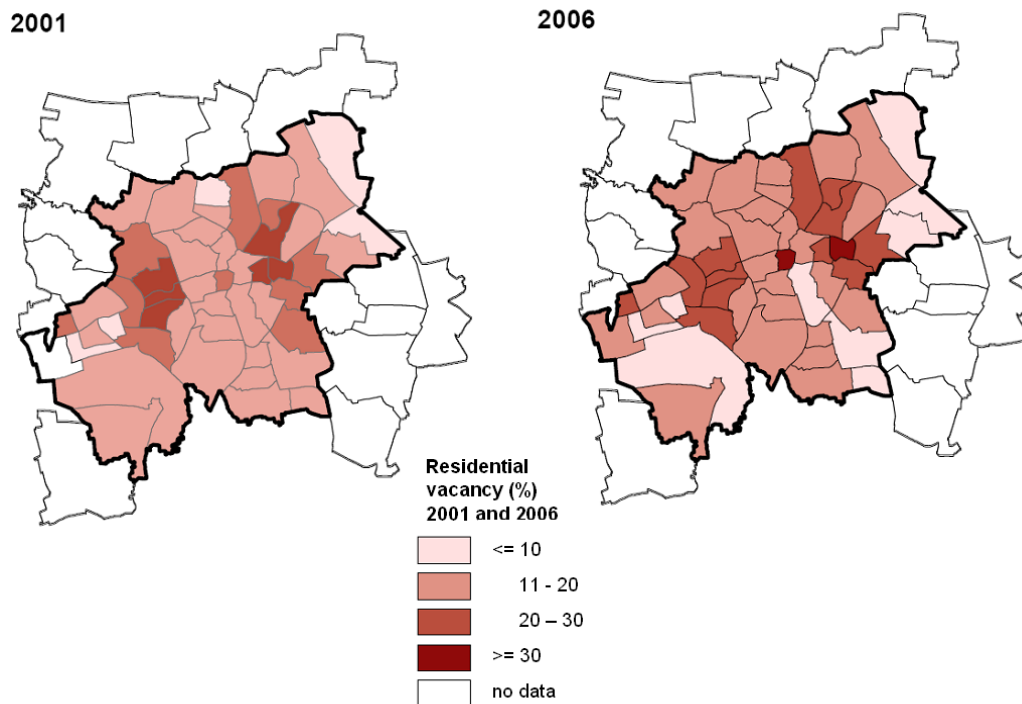 2001
2006
Residential
vacancy (%)
2001 and 2006
<= 10
11 - 20
20 – 30
>= 30
no data